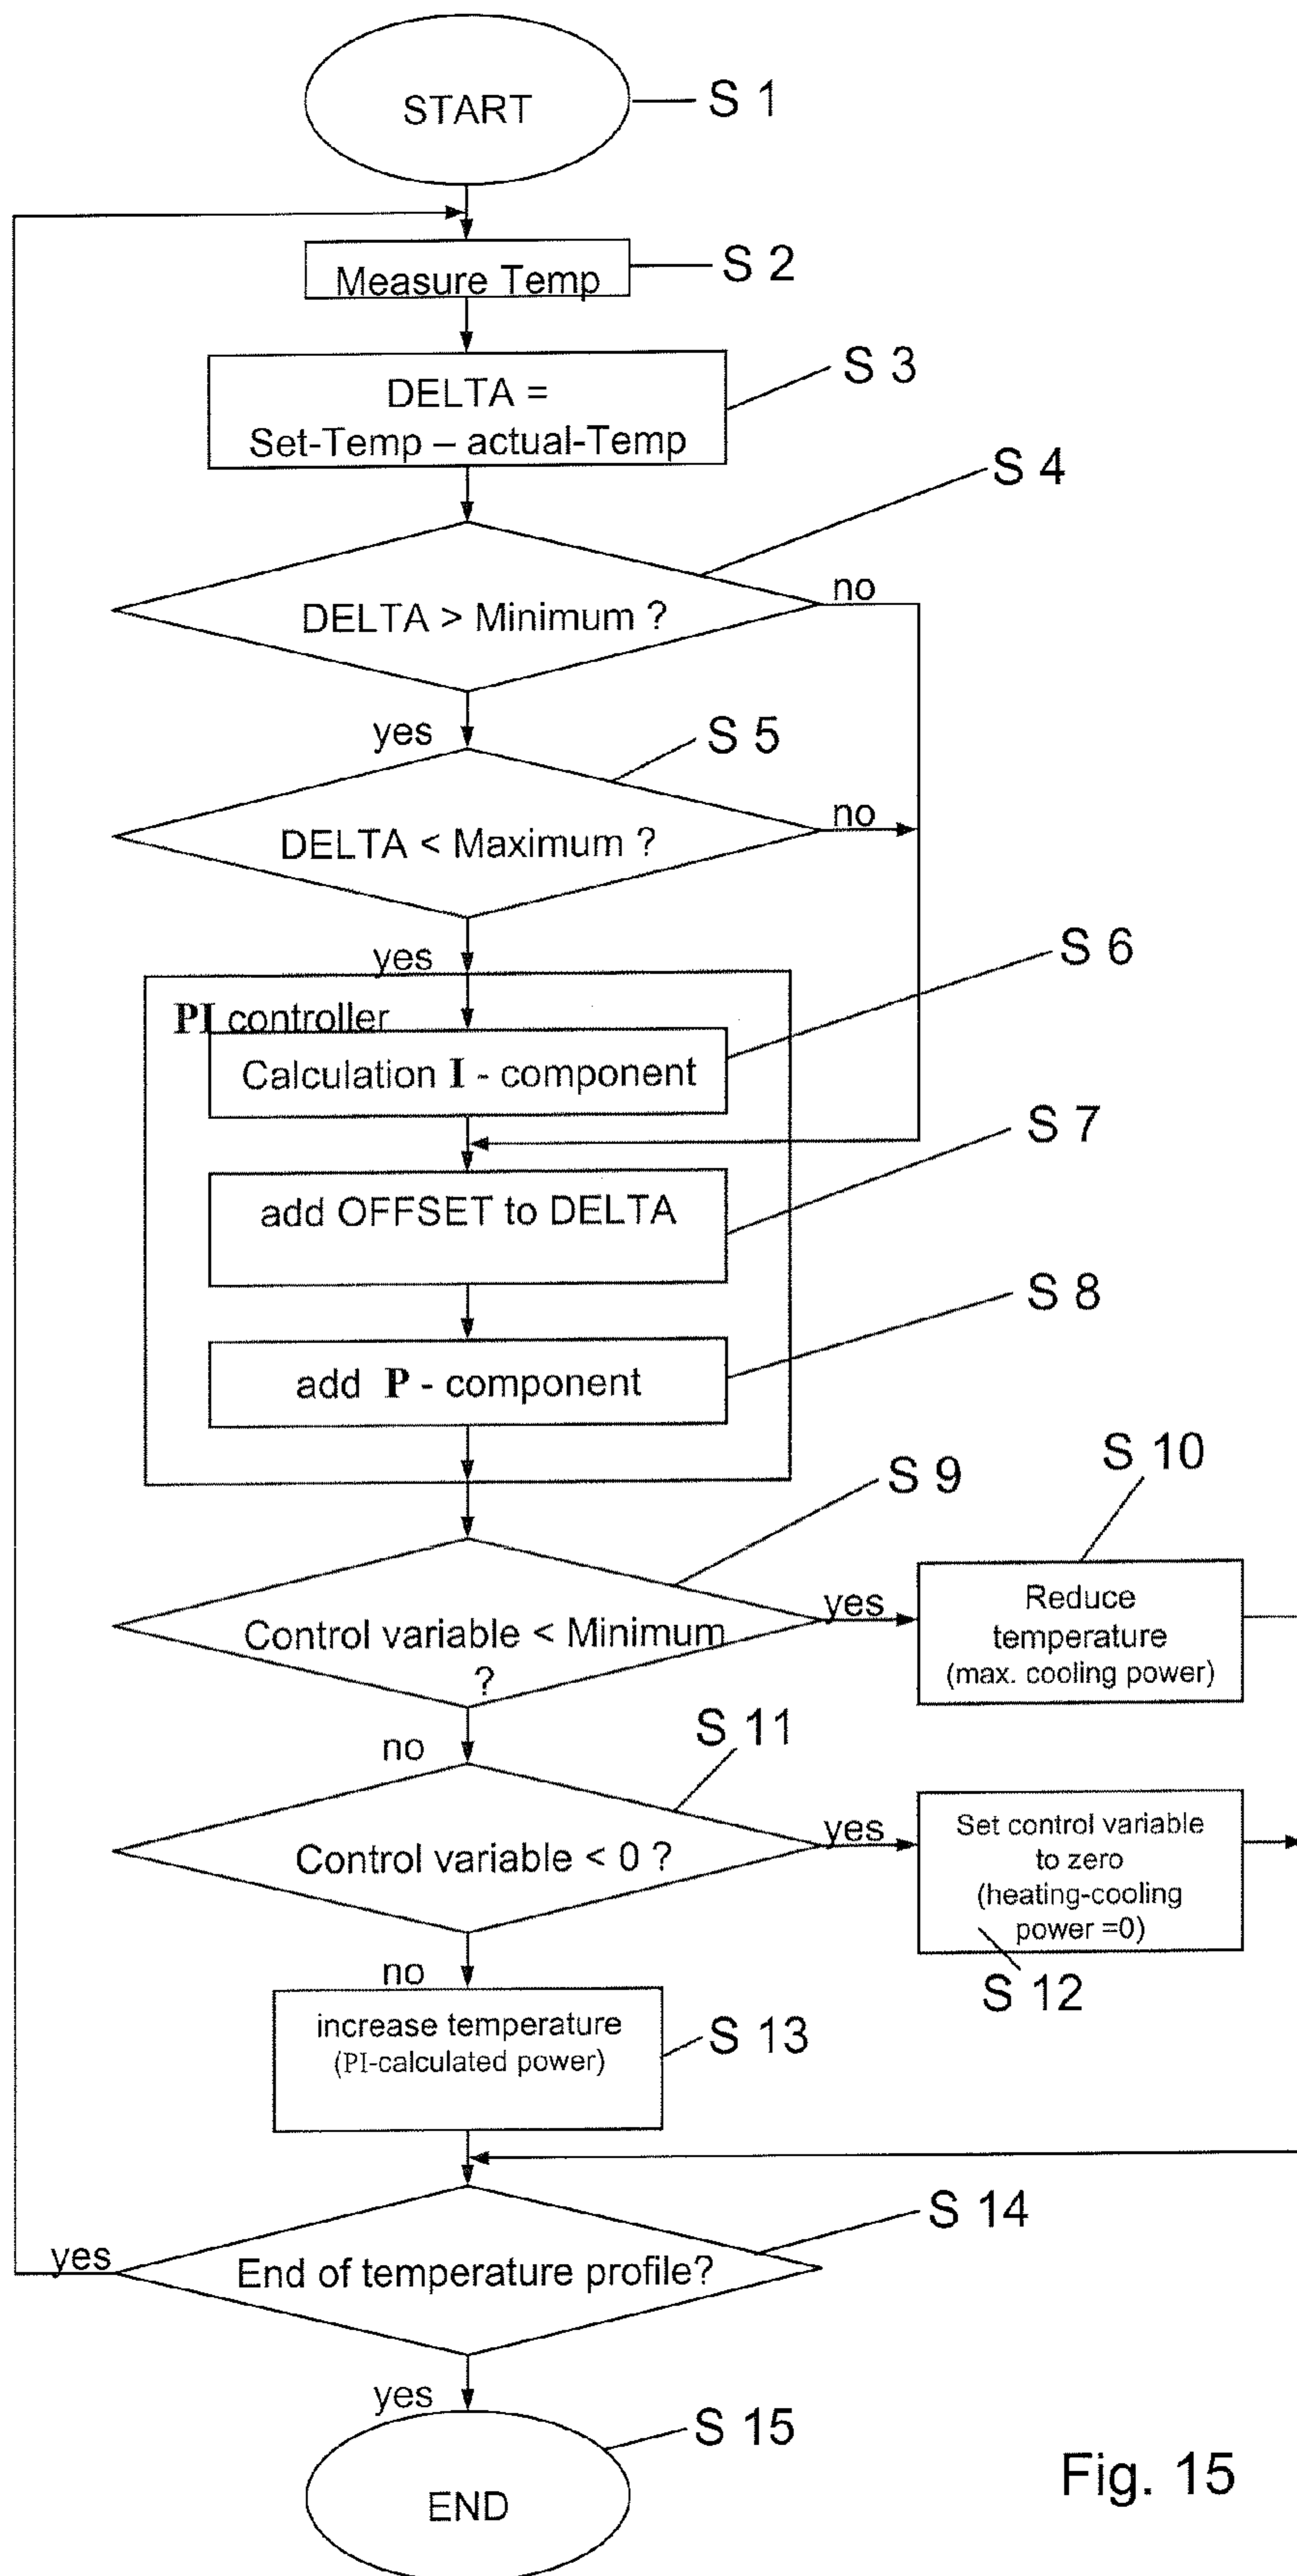 START
S 1
Measure Temp
S 2
DELTA =
Set-Temp – actual-Temp
S 3
S 4
DELTA > Minimum ?
no
yes
S 5
DELTA < Maximum ?
no
yes
S 6
PI controller
Calculation I - component
S 7
add OFFSET to DELTA
S 8
add P - component
S 9
S 10
Control variable < Minimum
?
yes
Reduce
temperature
(max. cooling power)
no
S 11
Control variable < 0 ?
yes
Set control variable
to zero
(heating-cooling
power =0)
S 12
no
increase temperature
(PI-calculated power)
S 13
S 14
yes
End of temperature profile?
yes
S 15
END
Fig. 15